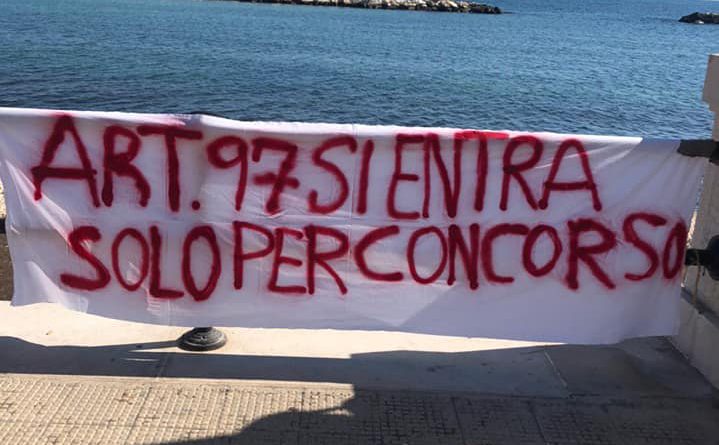 ART. 97 SI ENTRA
SOLO PER CONCORSO